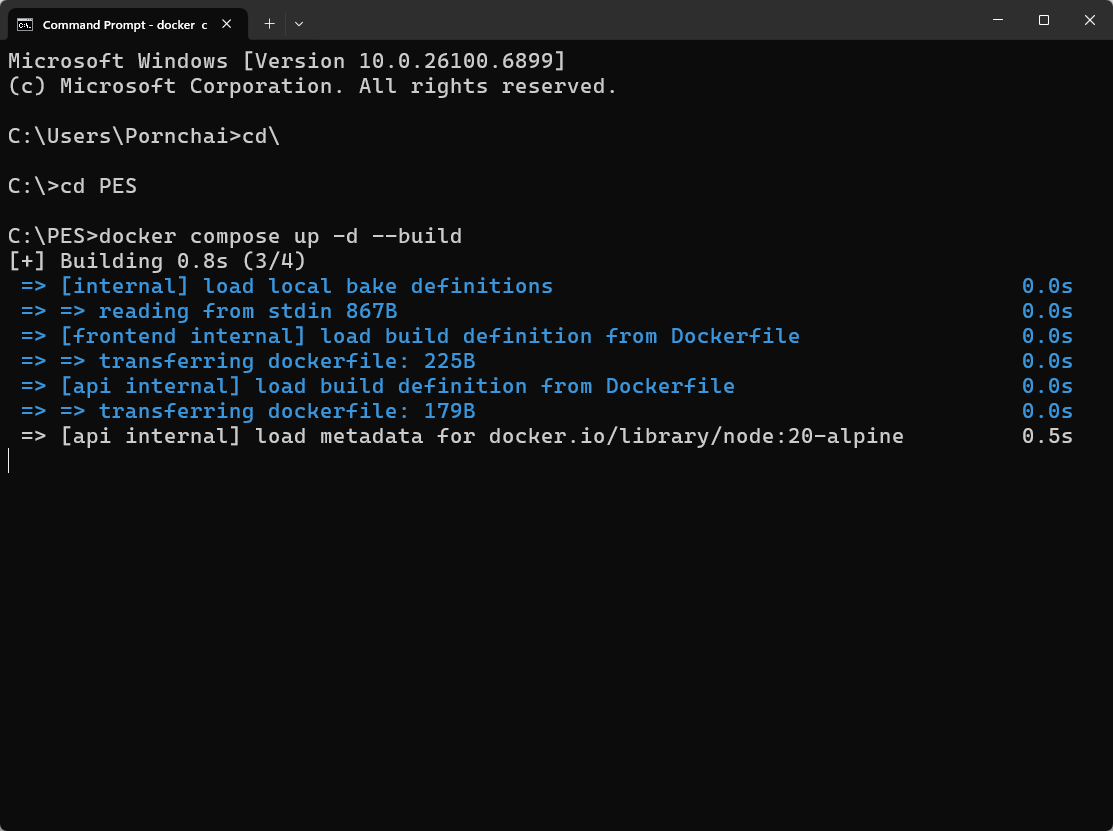 Command Prompt - docker c
Microsoft Windows [Version 10.0.26100.6899]
(c) Microsoft Corporation. All rights reserved.
C:\Users\Pornchai>cd\
C:\>cd PES
C:\PES>docker compose up -d --build
[+] Building 0.8s (3/4)
=> [internal] load local bake definitions 0.0s
=> => reading from stdin 867B 0.0s
=> [frontend internal] load build definition from Dockerfile 0.0s
=> => transferring dockerfile: 225B 0.0s
=> [api internal] load build definition from Dockerfile 0.0s
=> => transferring dockerfile: 179B 0.0s
=> [api internal] load metadata for docker.io/library/node:20-alpine 0.5s